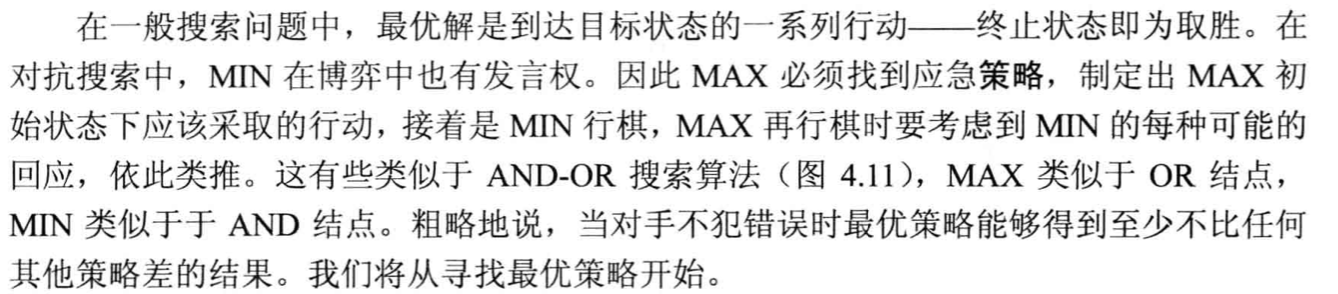 在一般搜索问题中，最优解是到达目标状态的一系列行动——终止状态即为取胜。在
对抗搜索中，MIN 在博弈中也有发言权。因此 MAX 必须找到应急策略，制定出 MAX 初
始状态下应该采取的行动，接着是 MIN 行棋，MAX 再行棋时要考虑到 MIN 的每种可能的
回应，依此类推。这有些类似于 AND-OR 搜索算法（图 4.11），MAX 类似于 OR 结点，
MIN 类似于于 AND 结点。粗略地说，当对手不犯错误时最优策略能够得到至少不比任何
其他策略差的结果。我们将从寻找最优策略开始。